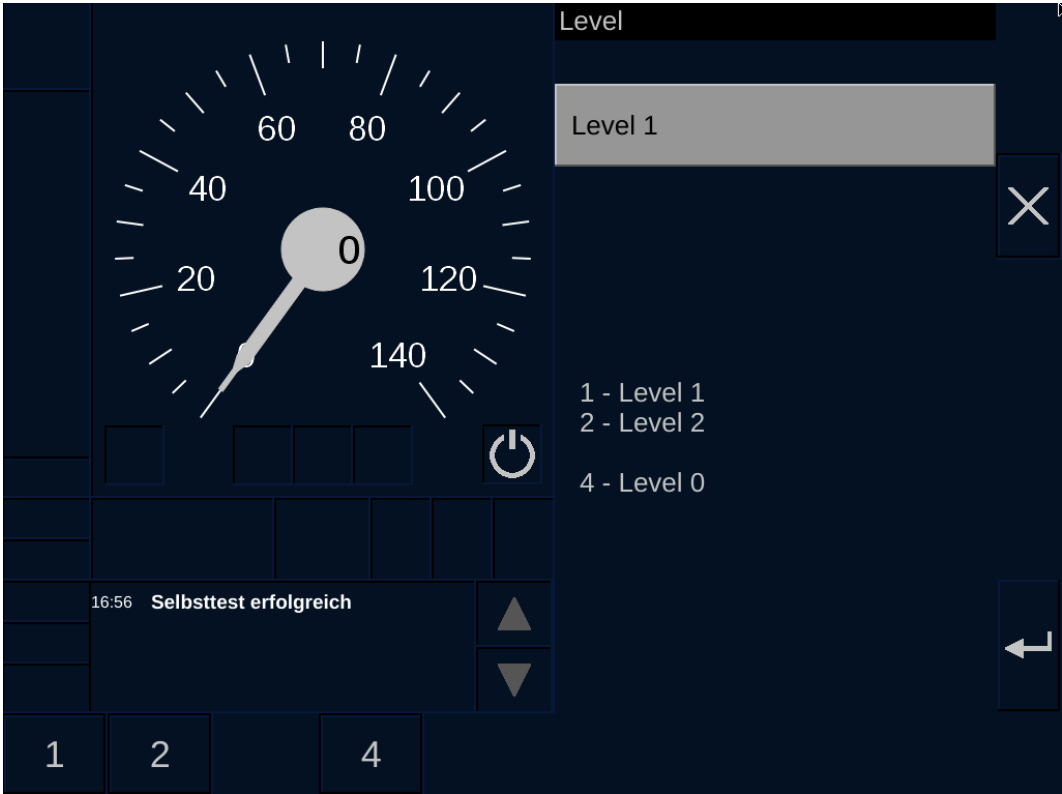 Level
Level 1
60 80
40 100
0
20 120
140
1 - Level 1
2 - Level 2
4 - Level 0
16:56 Selbsttest erfolgreich
1 2 4